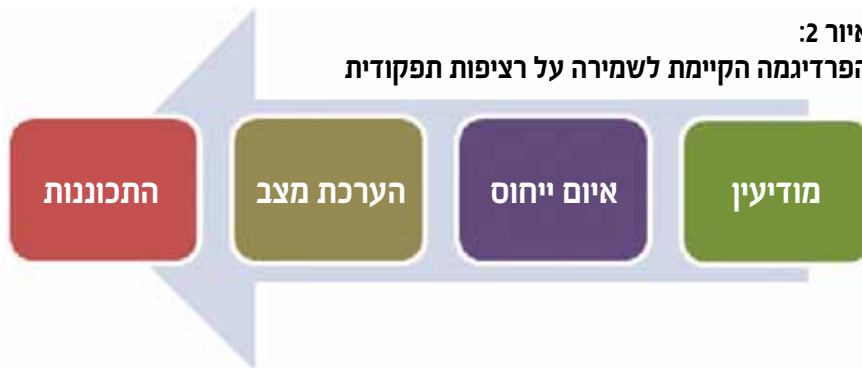 איור 2:
הפרדיגמה הקיימת לשמירה על רציפות תפקודית
מודיעין
איום ייחוס
הערכת מצב
התכוננות